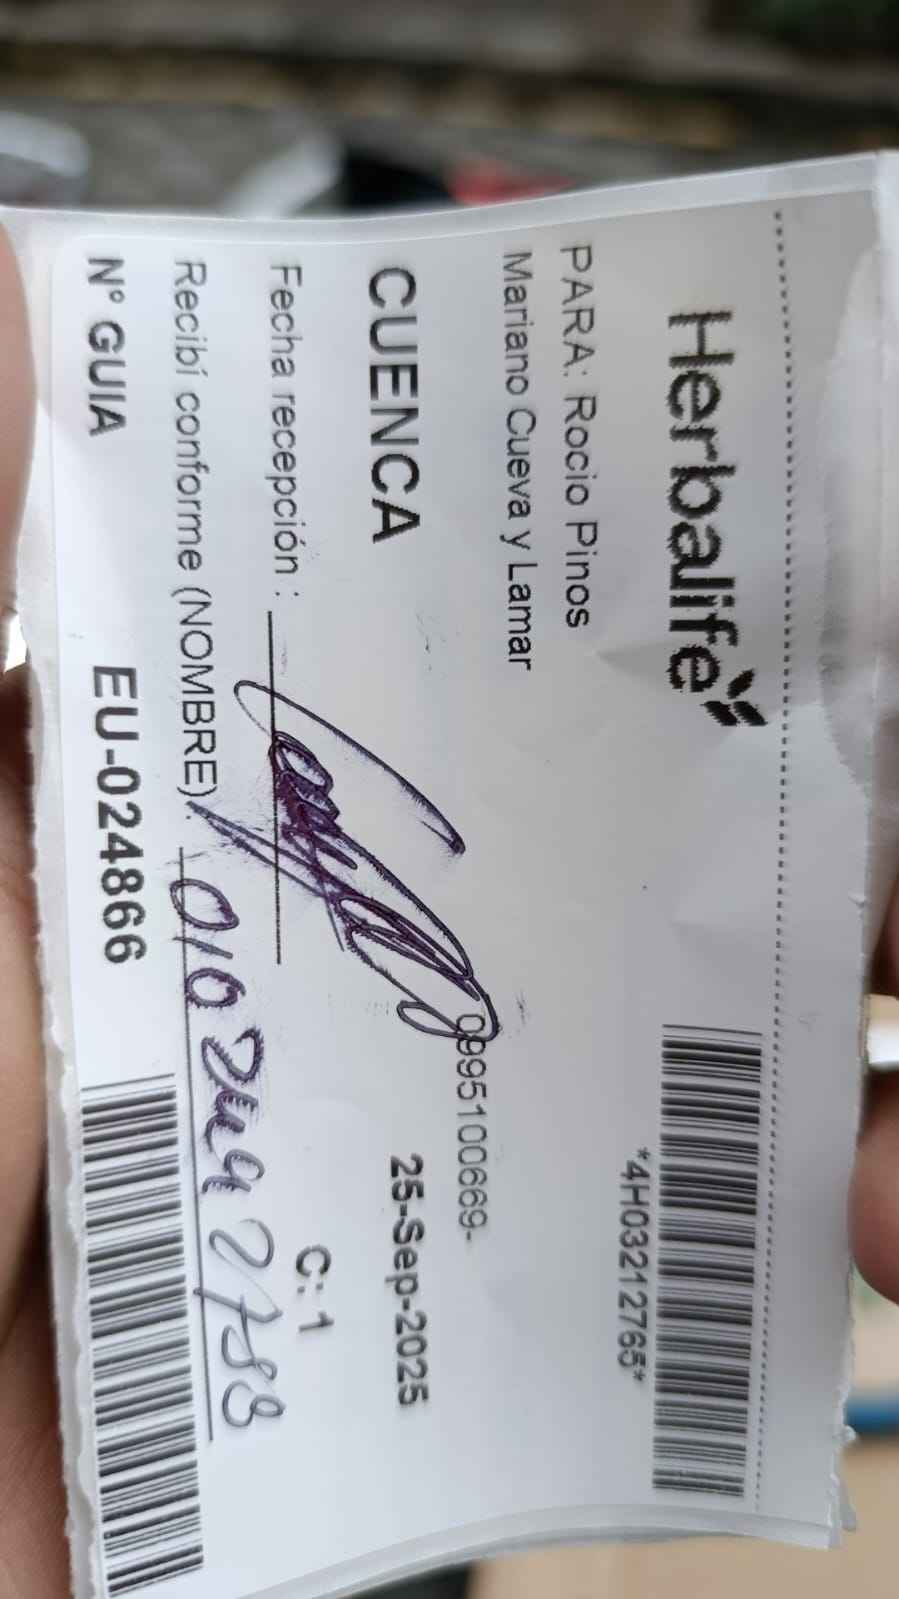 Herbalife
*4H03212765*
PARA: Rocio Pinos
Mariano Cueva y Lamar
0995100669-
CUENCA
25-Sep-2025
Fecha recepción :
C: 1
Recibí conforme (NOMBRE):
N° GUIA
EU-024866